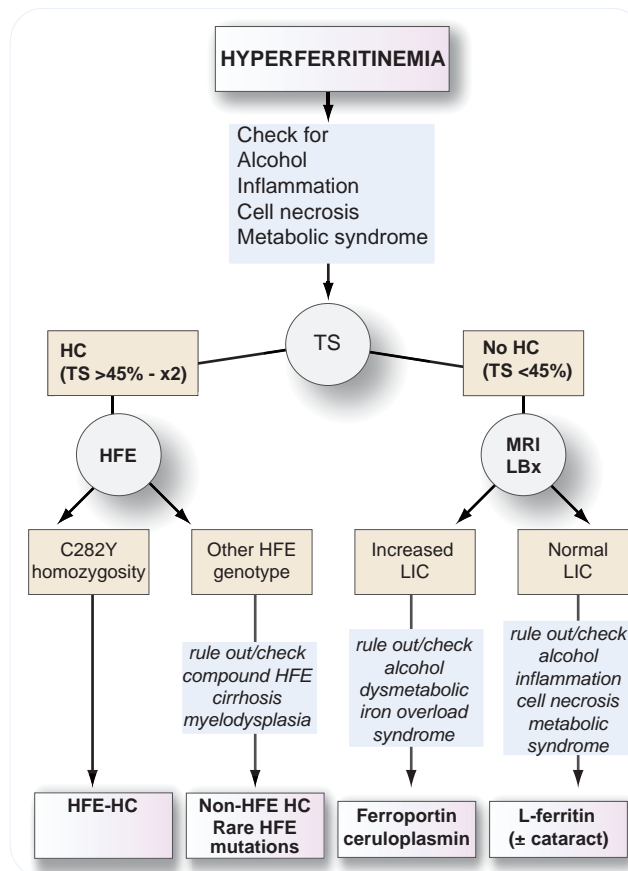 HYPERFERRITINEMIA
Check for
Alcohol
Inflammation
Cell necrosis
Metabolic syndrome
TS
HC
(TS >45% - x2)
No HC
(TS <45%)
HFE
MRI
LBx
C282Y
homozygosity
Other HFE
genotype
Increased
LIC
Normal
LIC
rule out/check
compound HFE
cirrhosis
myelodysplasia
rule out/check
alcohol
dysmetabolic
iron overload
syndrome
rule out/check
alcohol
inflammation
cell necrosis
metabolic
syndrome
HFE-HC
Non-HFE HC
Rare HFE
mutations
Ferroportin
ceruloplasmin
L-ferritin
(± cataract)